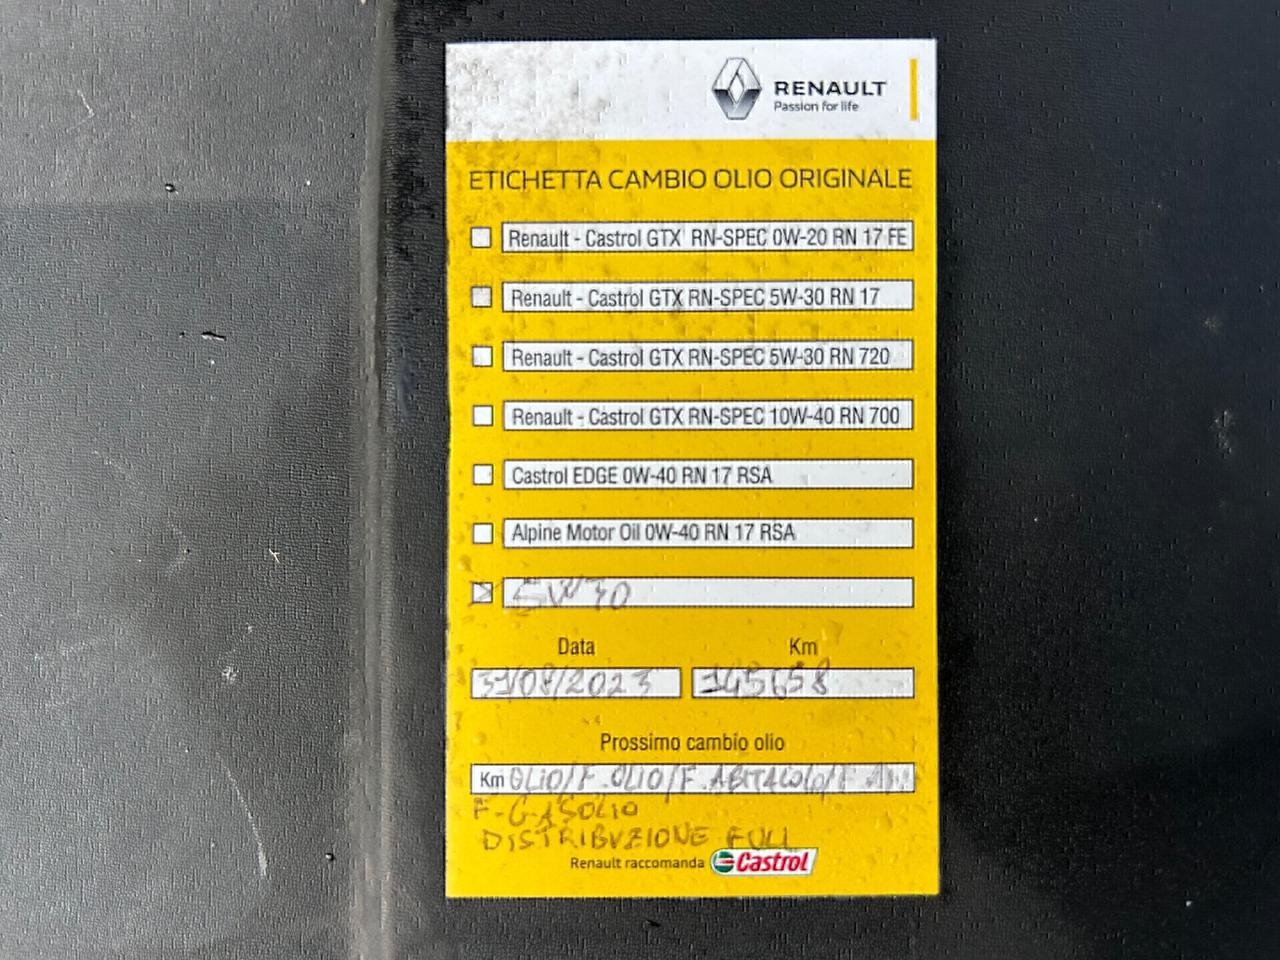 RENAULT
Passion for life
ETICHETTA CAMBIO OLIO ORIGINALE
Renault - Castrol GTX RN-SPEC 0W-20 RN 17 FE
Renault - Castrol GTX RN-SPEC 5W-30 RN 17
Renault - Castrol GTX RN-SPEC 5W-30 RN 720
Renault - Castrol GTX RN-SPEC 10W-40 RN 700
Castrol EDGE 0W-40 RN 17 RSA
Alpine Motor Oil 0W-40 RN 17 RSA
5W30
Data Km
31/08/2023 145658
Prossimo cambio olio
Km OLIO/F.OLIO/F.ABITACOLO/F.
F-GASOLIO
DISTRIBUZIONE FULL
Renault raccomanda Castrol